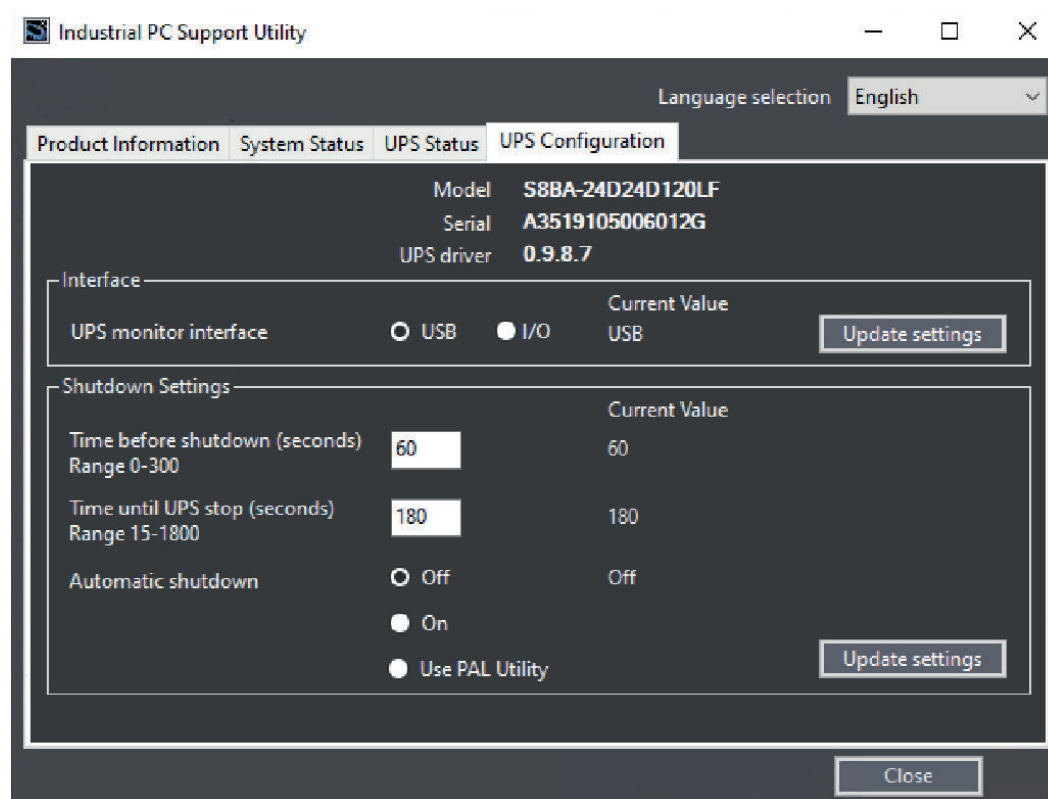 Industrial PC Support Utility
Language selection English
Product Information System Status UPS Status UPS Configuration
Model S8BA-24D24D120LF
Serial A3519105006012G
UPS driver 0.9.8.7
Interface
Current Value
UPS monitor interface USB I/O USB Update settings
Shutdown Settings
Current Value
Time before shutdown (seconds)
Range 0-300
60 60
Time until UPS stop (seconds)
Range 15-1800
180 180
Automatic shutdown Off Off
On
Use PAL Utility Update settings
Close